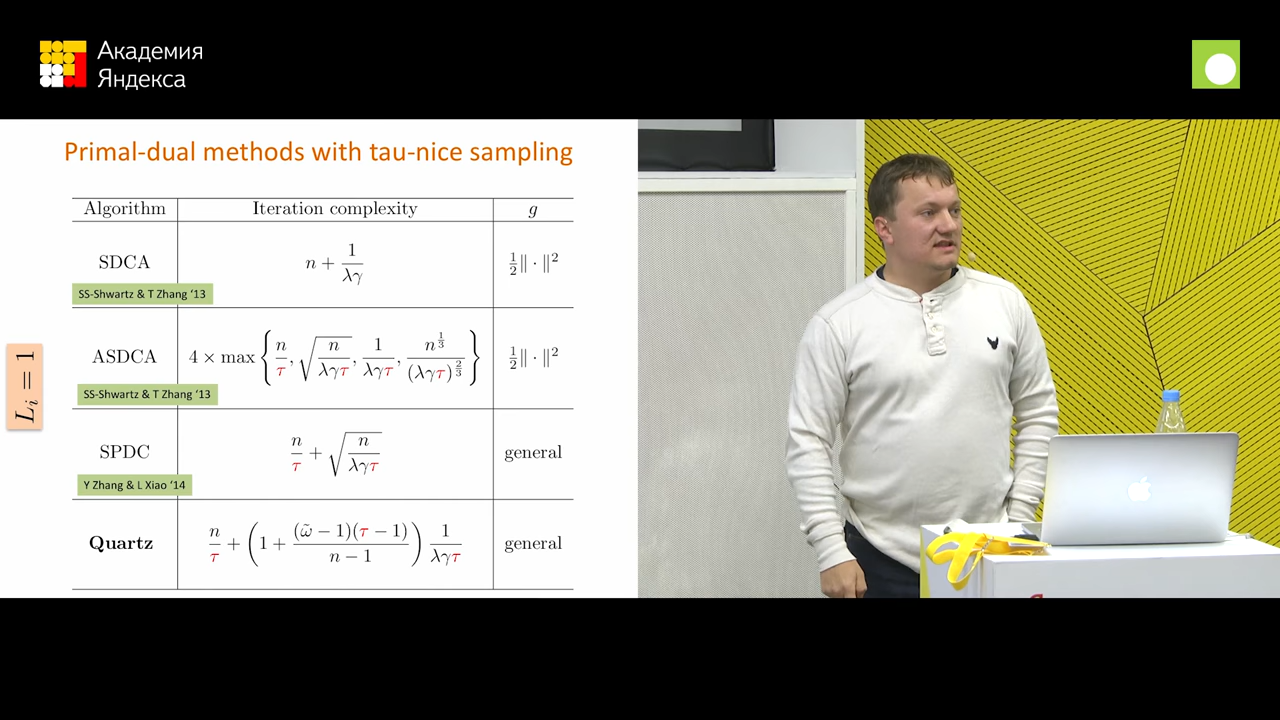 Академия
Яндекса
Primal-dual methods with tau-nice sampling
Algorithm Iteration complexity g
SDCA n + 1/(λγ) ½‖·‖²
SS-Shwartz & T Zhang '13
ASDCA 4 × max { n/τ, √(n/(λγτ)), 1/(λγτ), n^(1/3)/(λγτ)^(2/3) } ½‖·‖²
SS-Shwartz & T Zhang '13
L_i = 1
SPDC n/τ + √(n/(λγτ)) general
Y Zhang & L Xiao '14
Quartz n/τ + (1 + (ω̃ − 1)(τ − 1)/(n − 1)) 1/(λγτ) general